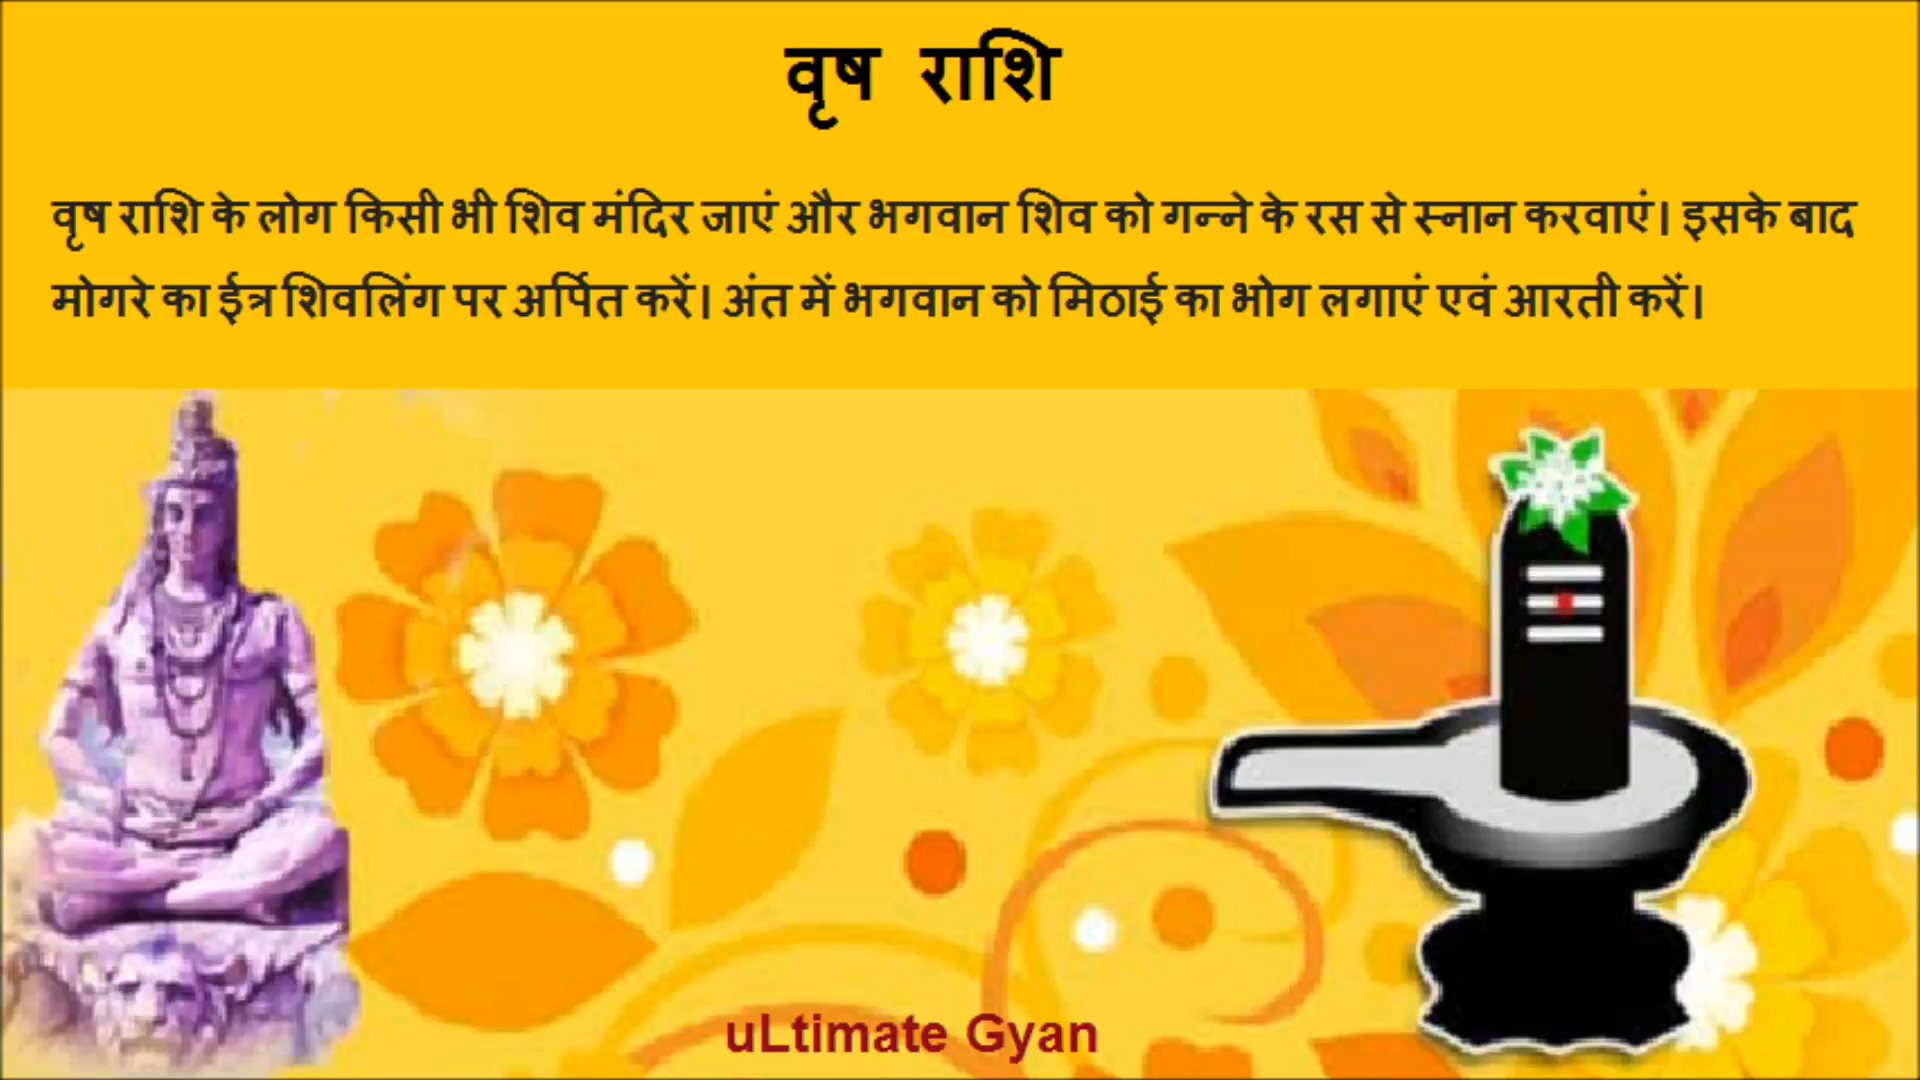 वृष राशि
वृष राशि के लोग किसी भी शिव मंदिर जाएं और भगवान शिव को गन्ने के रस से स्नान करवाएं। इसके बाद
मोगरे का ईत्र शिवलिंग पर अर्पित करें। अंत में भगवान को मिठाई का भोग लगाएं एवं आरती करें।
uLtimate Gyan